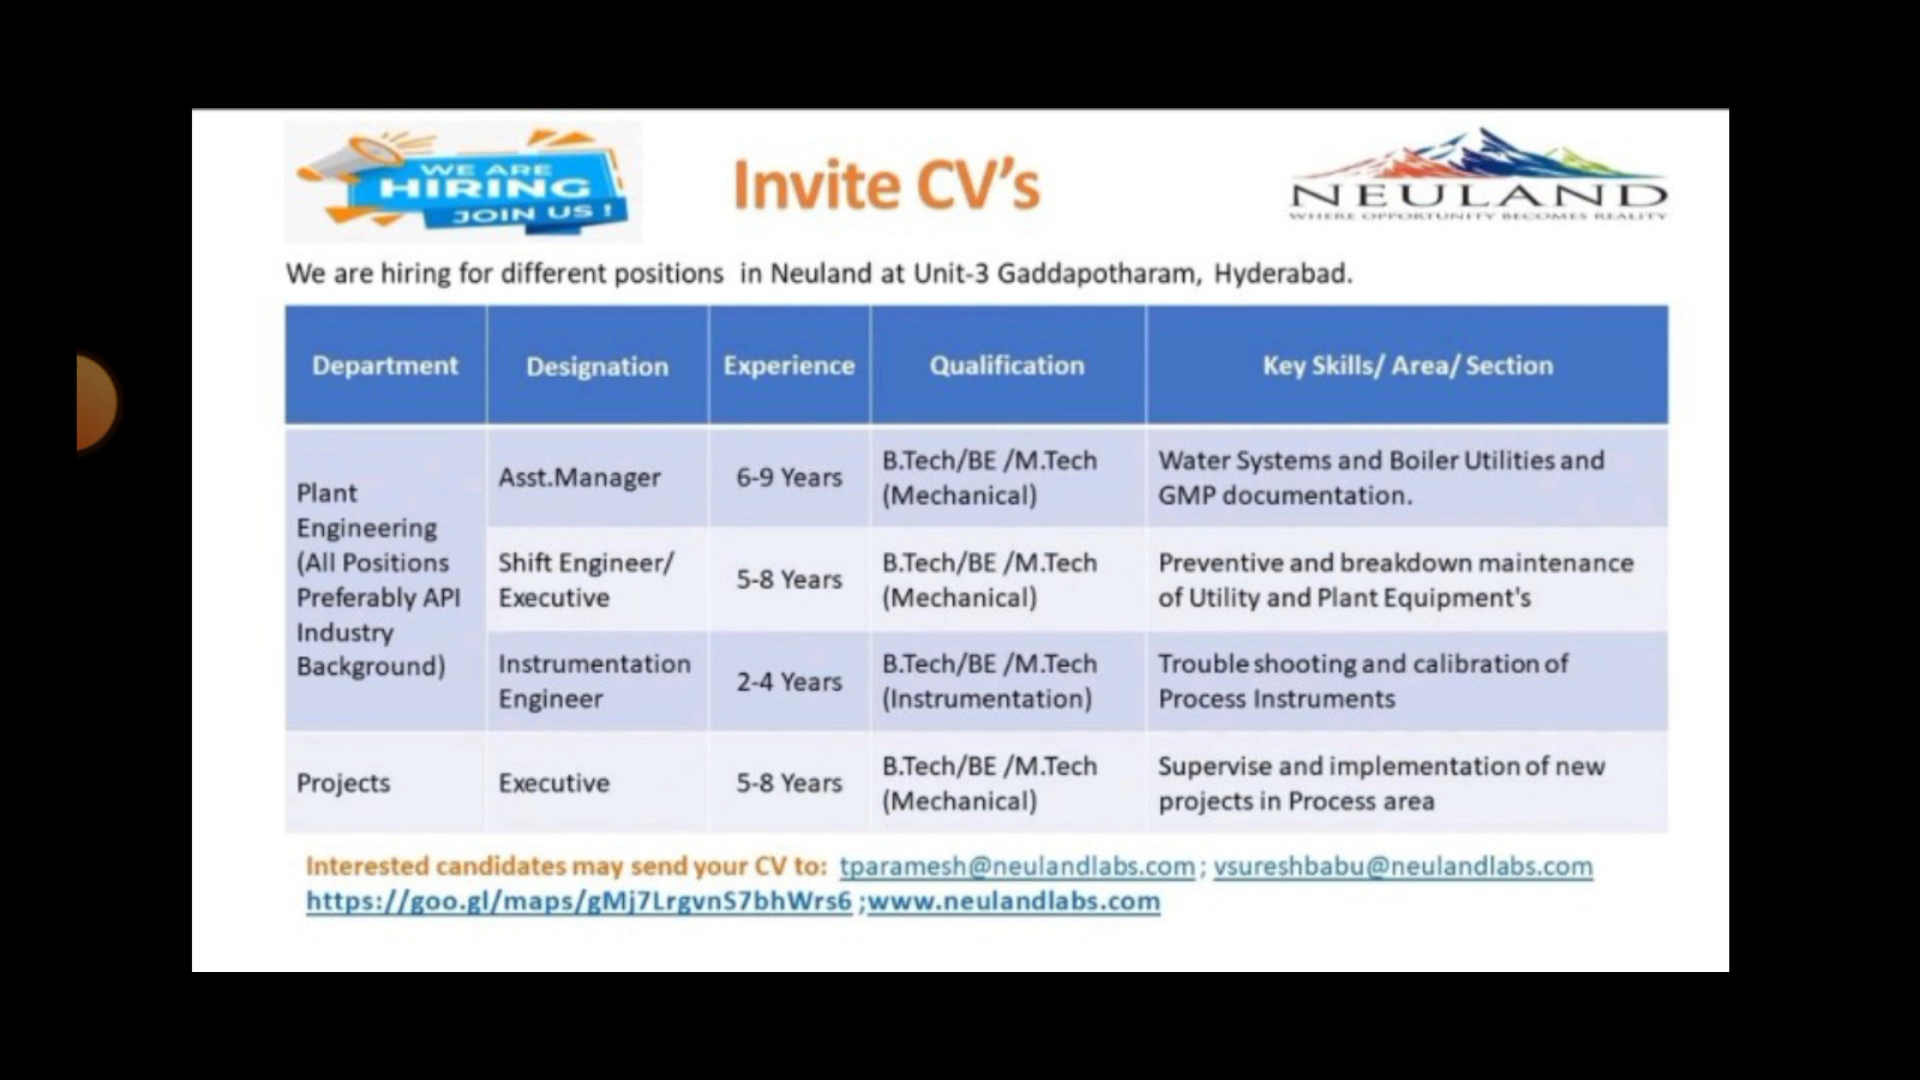 WE ARE
HIRING
JOIN US !
Invite CV's
NEULAND
WHERE OPPORTUNITY BECOMES REALITY
We are hiring for different positions in Neuland at Unit-3 Gaddapotharam, Hyderabad.
Department Designation Experience Qualification Key Skills/ Area/ Section
Plant
Engineering
(All Positions
Preferably API
Industry
Background)
Asst.Manager
6-9 Years
B.Tech/BE /M.Tech
(Mechanical)
Water Systems and Boiler Utilities and
GMP documentation.
Shift Engineer/
Executive
5-8 Years
B.Tech/BE /M.Tech
(Mechanical)
Preventive and breakdown maintenance
of Utility and Plant Equipment's
Instrumentation
Engineer
2-4 Years
B.Tech/BE /M.Tech
(Instrumentation)
Trouble shooting and calibration of
Process Instruments
Projects
Executive
5-8 Years
B.Tech/BE /M.Tech
(Mechanical)
Supervise and implementation of new
projects in Process area
Interested candidates may send your CV to: tparamesh@neulandlabs.com; vsureshbabu@neulandlabs.com
https://goo.gl/maps/gMj7LrgvnS7bhWrs6 ;www.neulandlabs.com